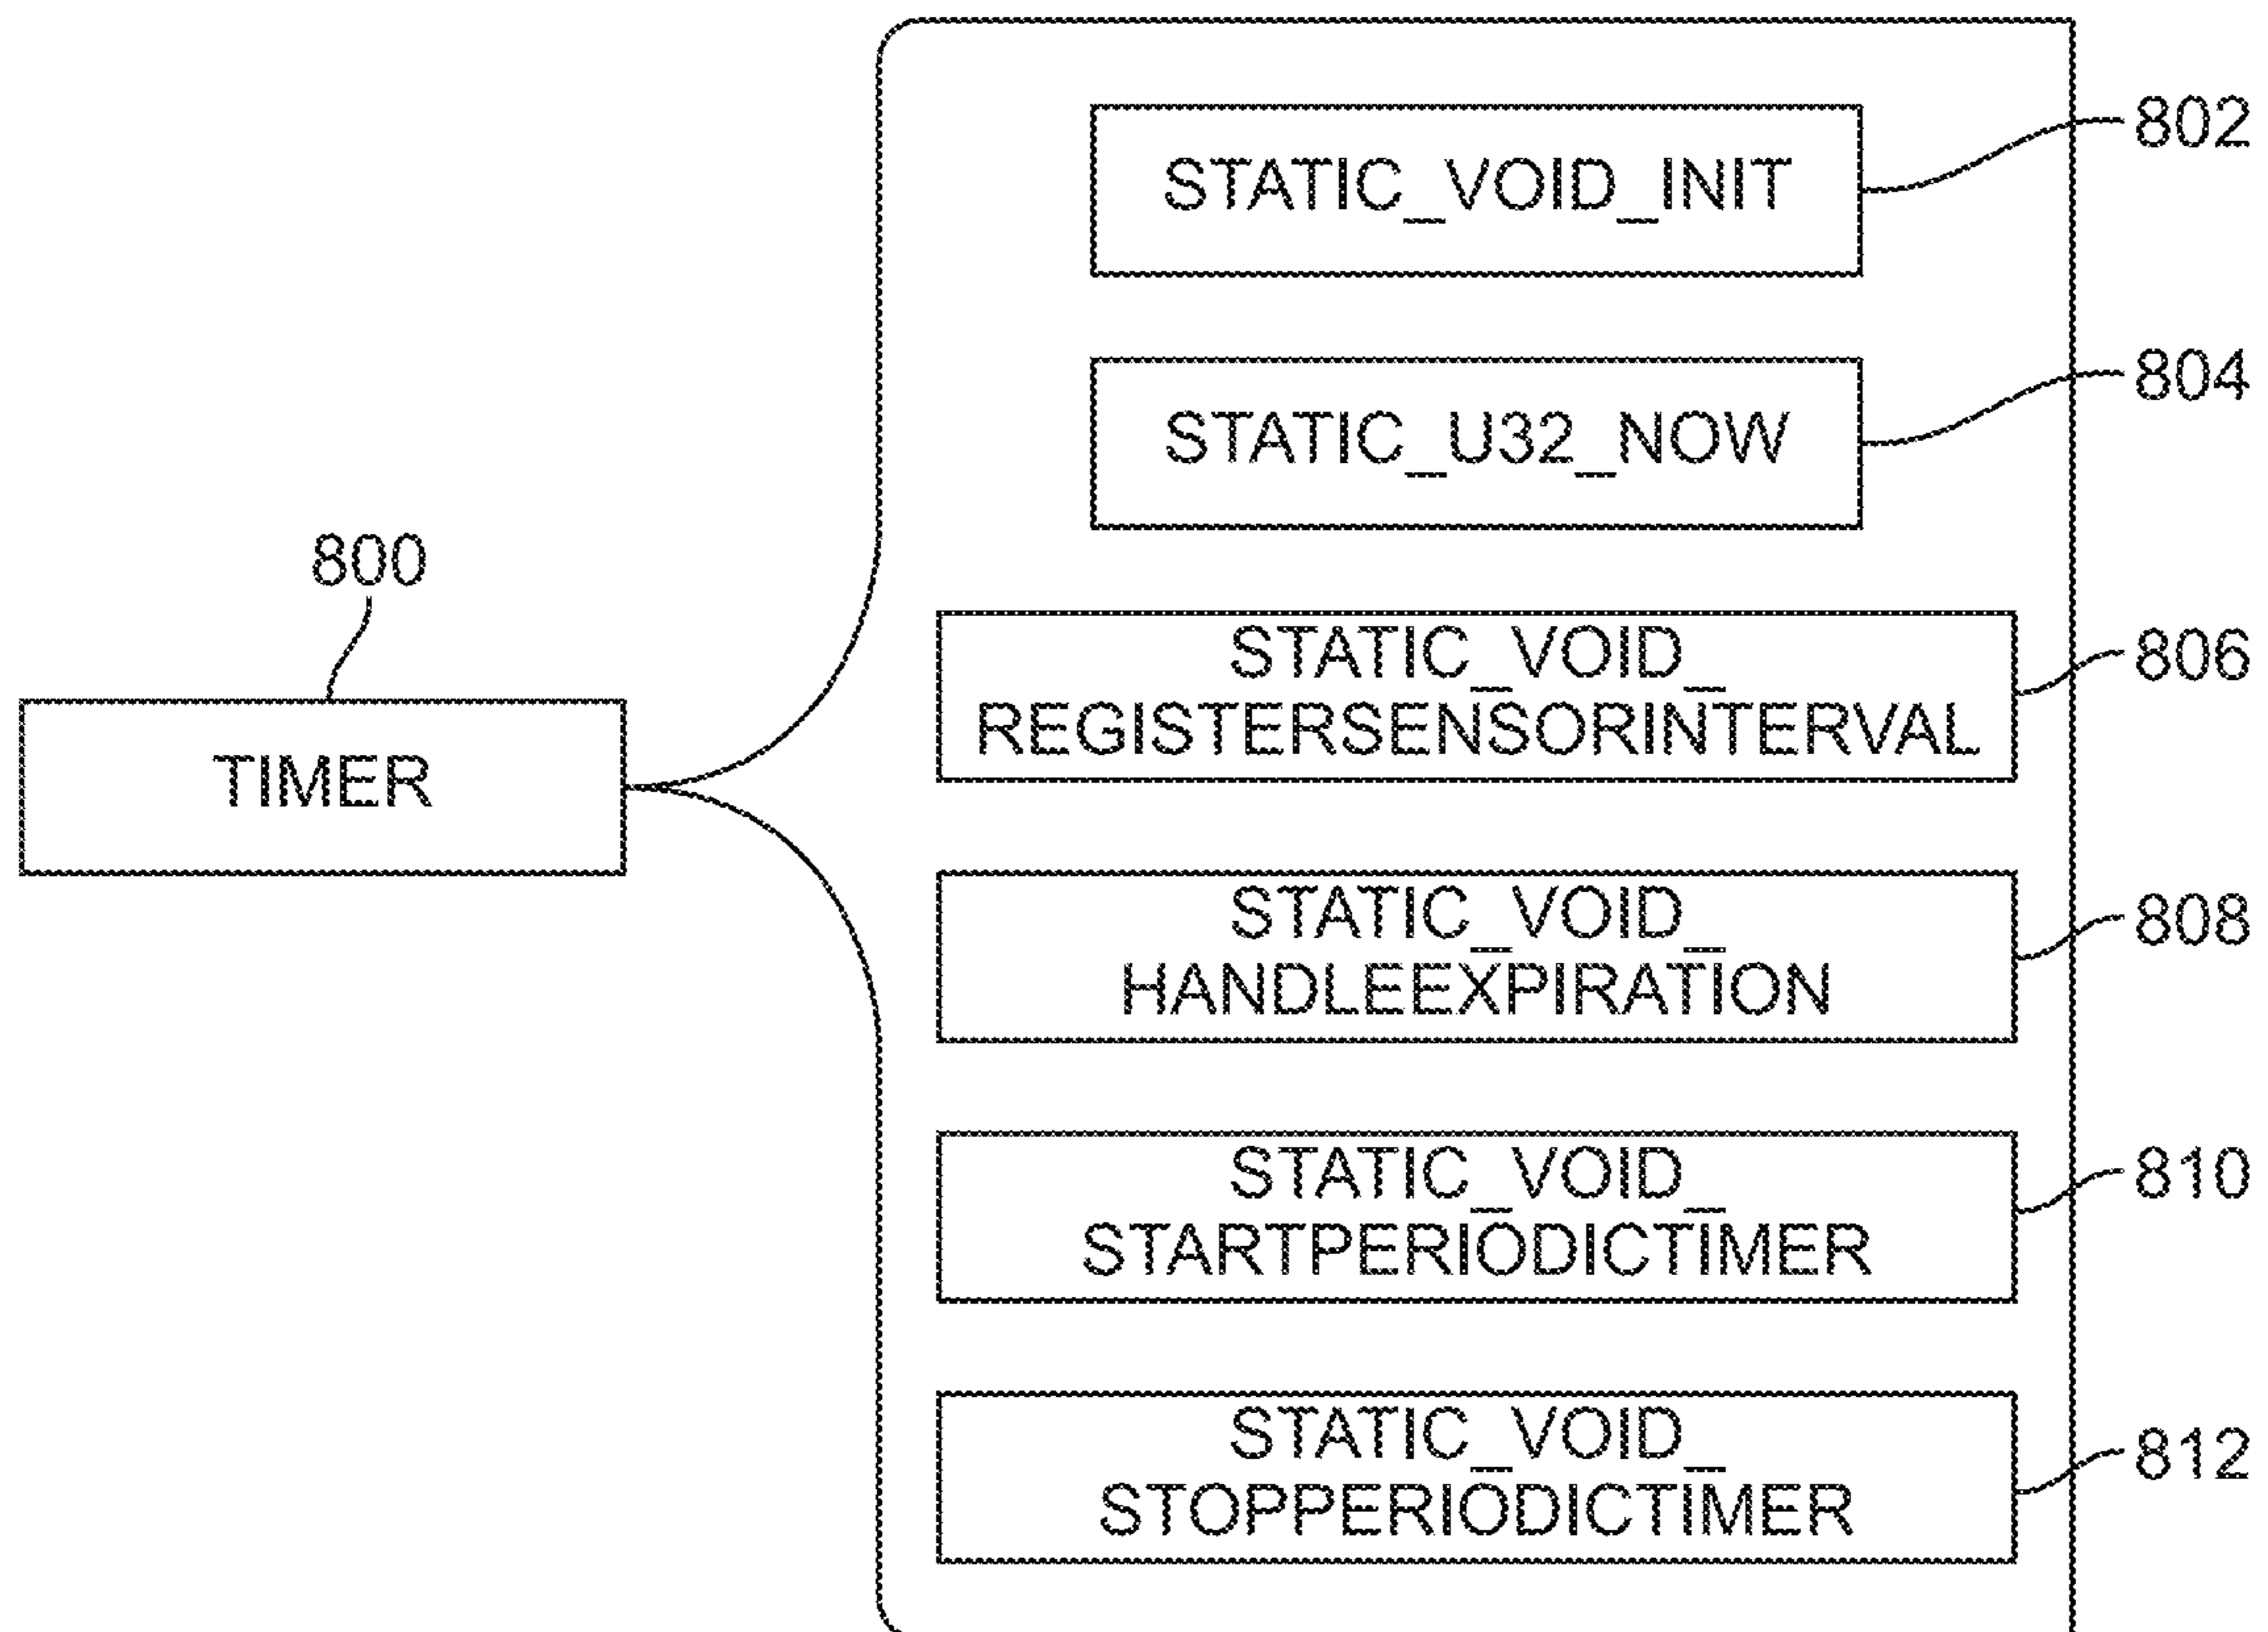 802
STATIC_VOID_INIT
804
STATIC_U32_NOW
800
TIMER
806
STATIC_VOID_
REGISTERSENSORINTERVAL
808
STATIC_VOID_
HANDLEEXPIRATION
810
STATIC_VOID_
STARTPERIODICTIMER
812
STATIC_VOID_
STOPPERIODICTIMER